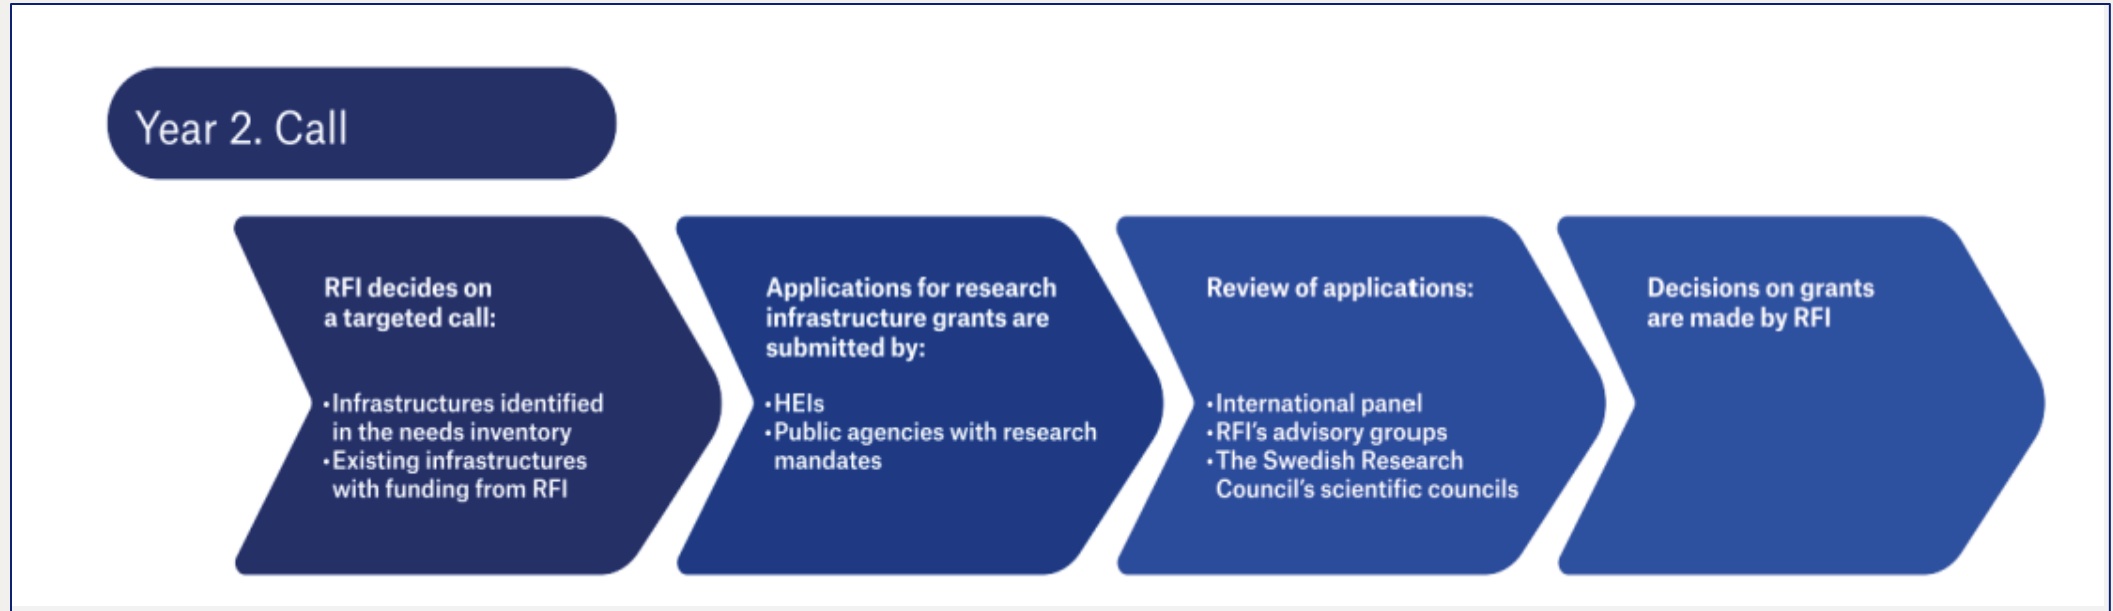 Year 2. Call
RFI decides on
a targeted call:
·Infrastructures identified
in the needs inventory
·Existing infrastructures
with funding from RFI
Applications for research
infrastructure grants are
submitted by:
·HEIs
·Public agencies with research
mandates
Review of applications:
·International panel
·RFI’s advisory groups
·The Swedish Research
Council’s scientific councils
Decisions on grants
are made by RFI